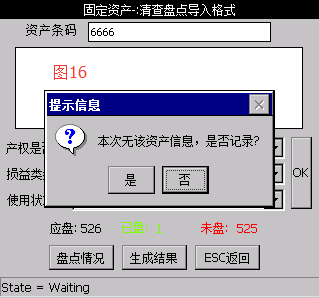 固定资产-:清查盘点导入格式
资产条码 6666
图16
提示信息
?
本次无该资产信息，是否记录?
是 否
产权是
损益类
使用状
OK
应盘: 526 已盘: 1 未盘: 525
盘点情况 生成结果 ESC返回
State = Waiting